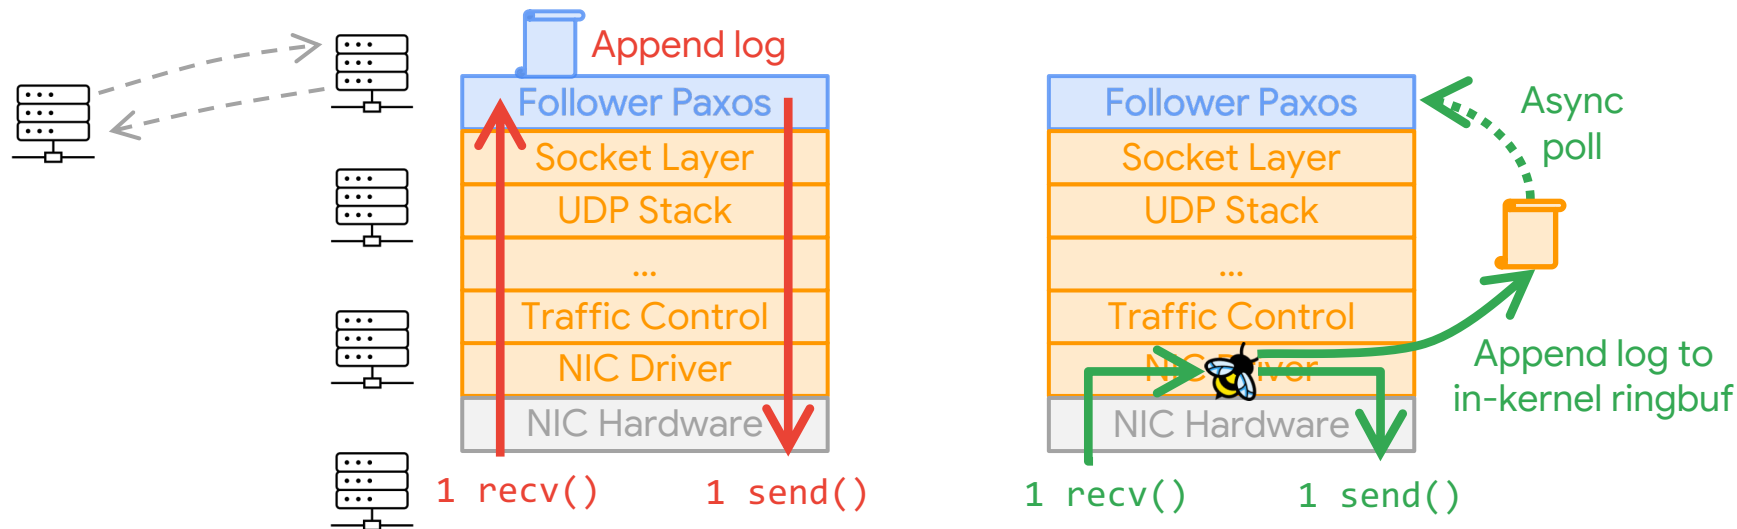 Append log
Follower Paxos
Socket Layer
UDP Stack
...
Traffic Control
NIC Driver
NIC Hardware
1 recv()
1 send()
Follower Paxos
Socket Layer
UDP Stack
...
Traffic Control
NIC Driver
NIC Hardware
1 recv()
1 send()
Async
poll
Append log to
in-kernel ringbuf